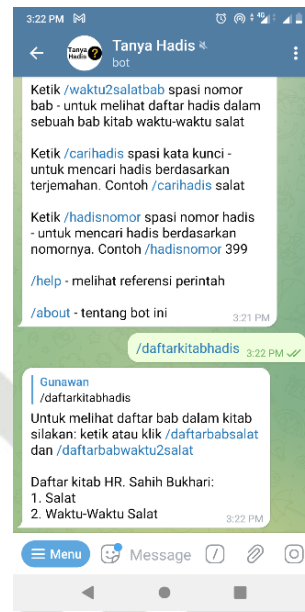 3:22 PM
4G
Tanya Hadis
Tanya
Hadis ?
bot
Ketik /waktu2salatbab spasi nomor
bab - untuk melihat daftar hadis dalam
sebuah bab kitab waktu-waktu salat
Ketik /carihadis spasi kata kunci -
untuk mencari hadis berdasarkan
terjemahan. Contoh /carihadis salat
Ketik /hadisnomor spasi nomor hadis
- untuk mencari hadis berdasarkan
nomornya. Contoh /hadisnomor 399
/help - melihat referensi perintah
/about - tentang bot ini
3:21 PM
/daftarkitabhadis 3:22 PM
Gunawan
/daftarkitabhadis
Untuk melihat daftar bab dalam kitab
silakan: ketik atau klik /daftarbabsalat
dan /daftarbabwaktu2salat
Daftar kitab HR. Sahih Bukhari:
1. Salat
2. Waktu-Waktu Salat
3:22 PM
Menu
Message
/